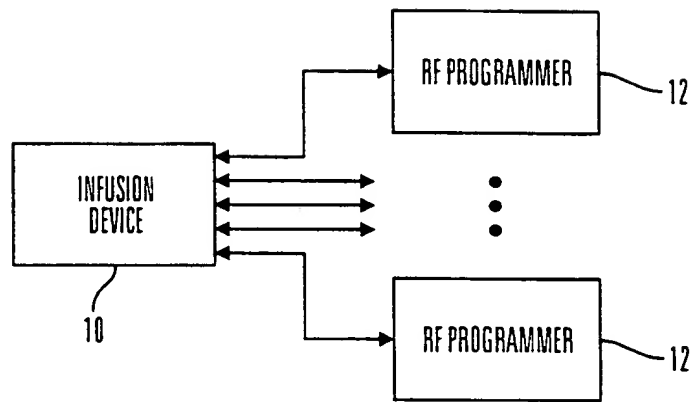 RF PROGRAMMER
12
INFUSION
DEVICE
10
RF PROGRAMMER
12